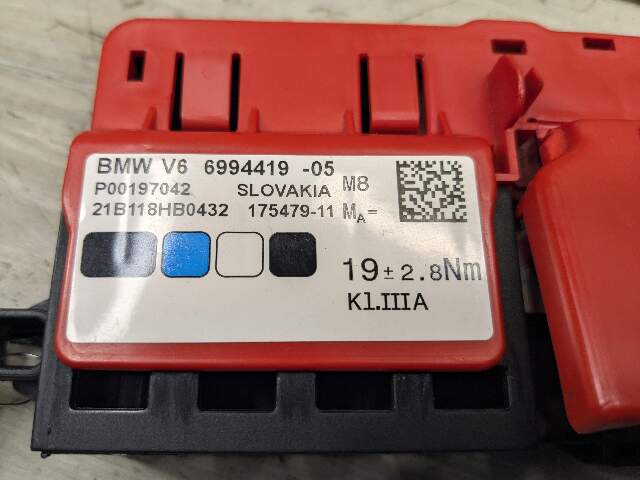 BMW V6 6994419 -05
P00197042 SLOVAKIA M8
21B118HB0432 175479-11 MA=
19 ± 2.8Nm
Kl.IIIA